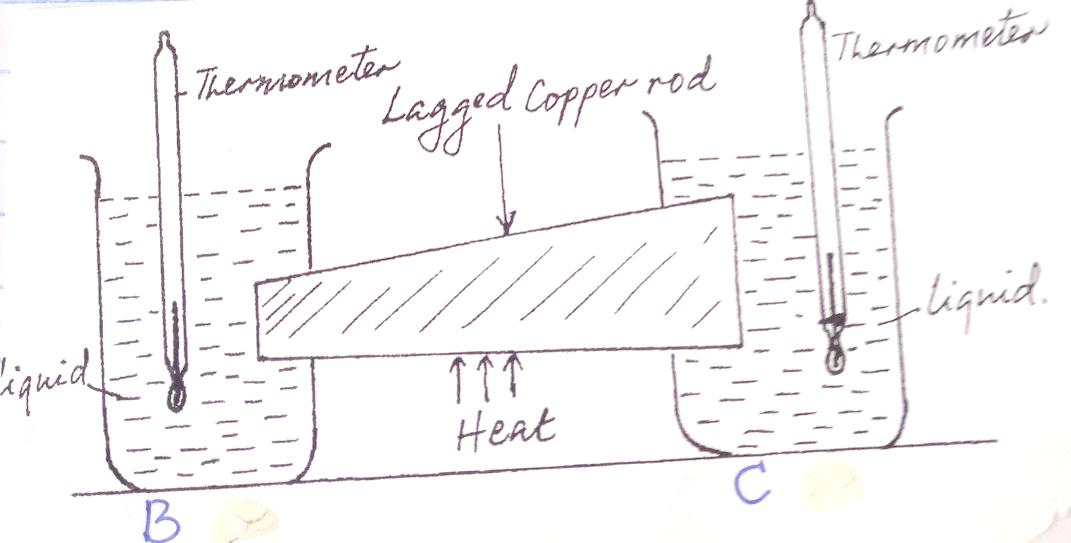 Thermometer
Thermometer
Lagged Copper rod
liquid
liquid.
Heat
B
C